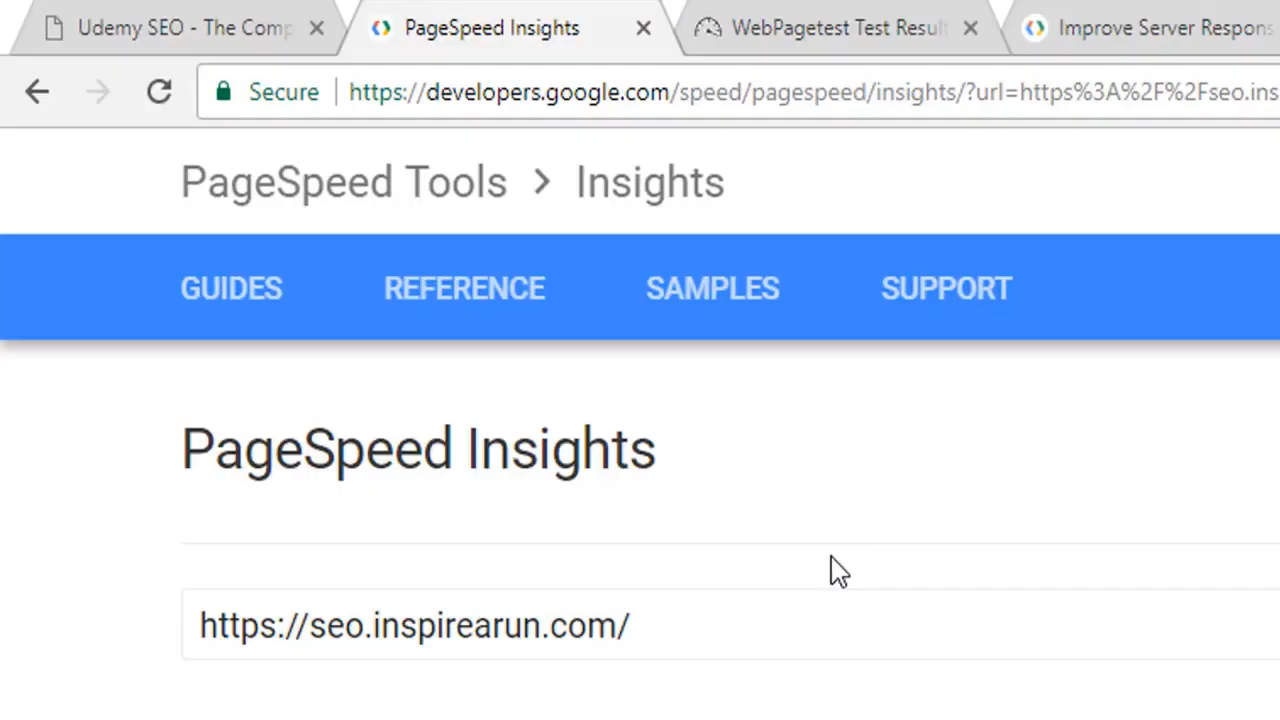 Udemy SEO - The Comp
PageSpeed Insights
WebPagetest Test Result
Improve Server Respons
Secure
https://developers.google.com/speed/pagespeed/insights/?url=https%3A%2F%2Fseo.ins
PageSpeed Tools > Insights
GUIDES REFERENCE SAMPLES SUPPORT
PageSpeed Insights
https://seo.inspirearun.com/